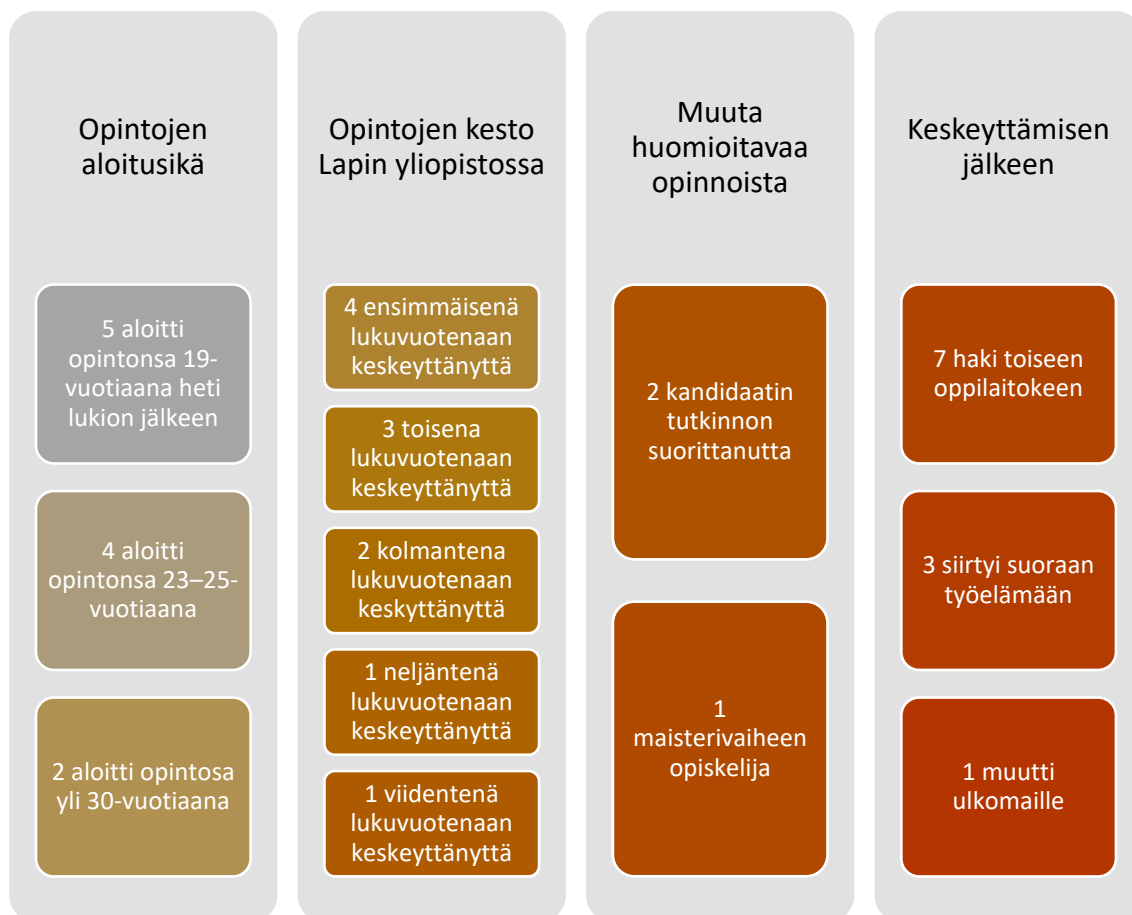 Opintojen
aloitusikä
5 aloitti
opintonsa 19-
vuotiaana heti
lukion jälkeen
4 aloitti
opintonsa 23–25-
vuotiaana
2 aloitti opintosa
yli 30-vuotiaana
Opintojen kesto
Lapin yliopistossa
4 ensimmäisenä
lukuvuotenaan
keskeyttänyttä
3 toisena
lukuvuotenaan
keskeyttänyttä
2 kolmantena
lukuvuotenaan
keskyttänyttä
1 neljäntenä
lukuvuotenaan
keskeyttänyttä
1 viidentenä
lukuvuotenaan
keskeyttänyttä
Muuta
huomioitavaa
opinnoista
2 kandidaatin
tutkinnon
suorittanutta
1
maisterivaiheen
opiskelija
Keskeyttämisen
jälkeen
7 haki toiseen
oppilaitokeen
3 siirtyi suoraan
työelämään
1 muutti
ulkomaille